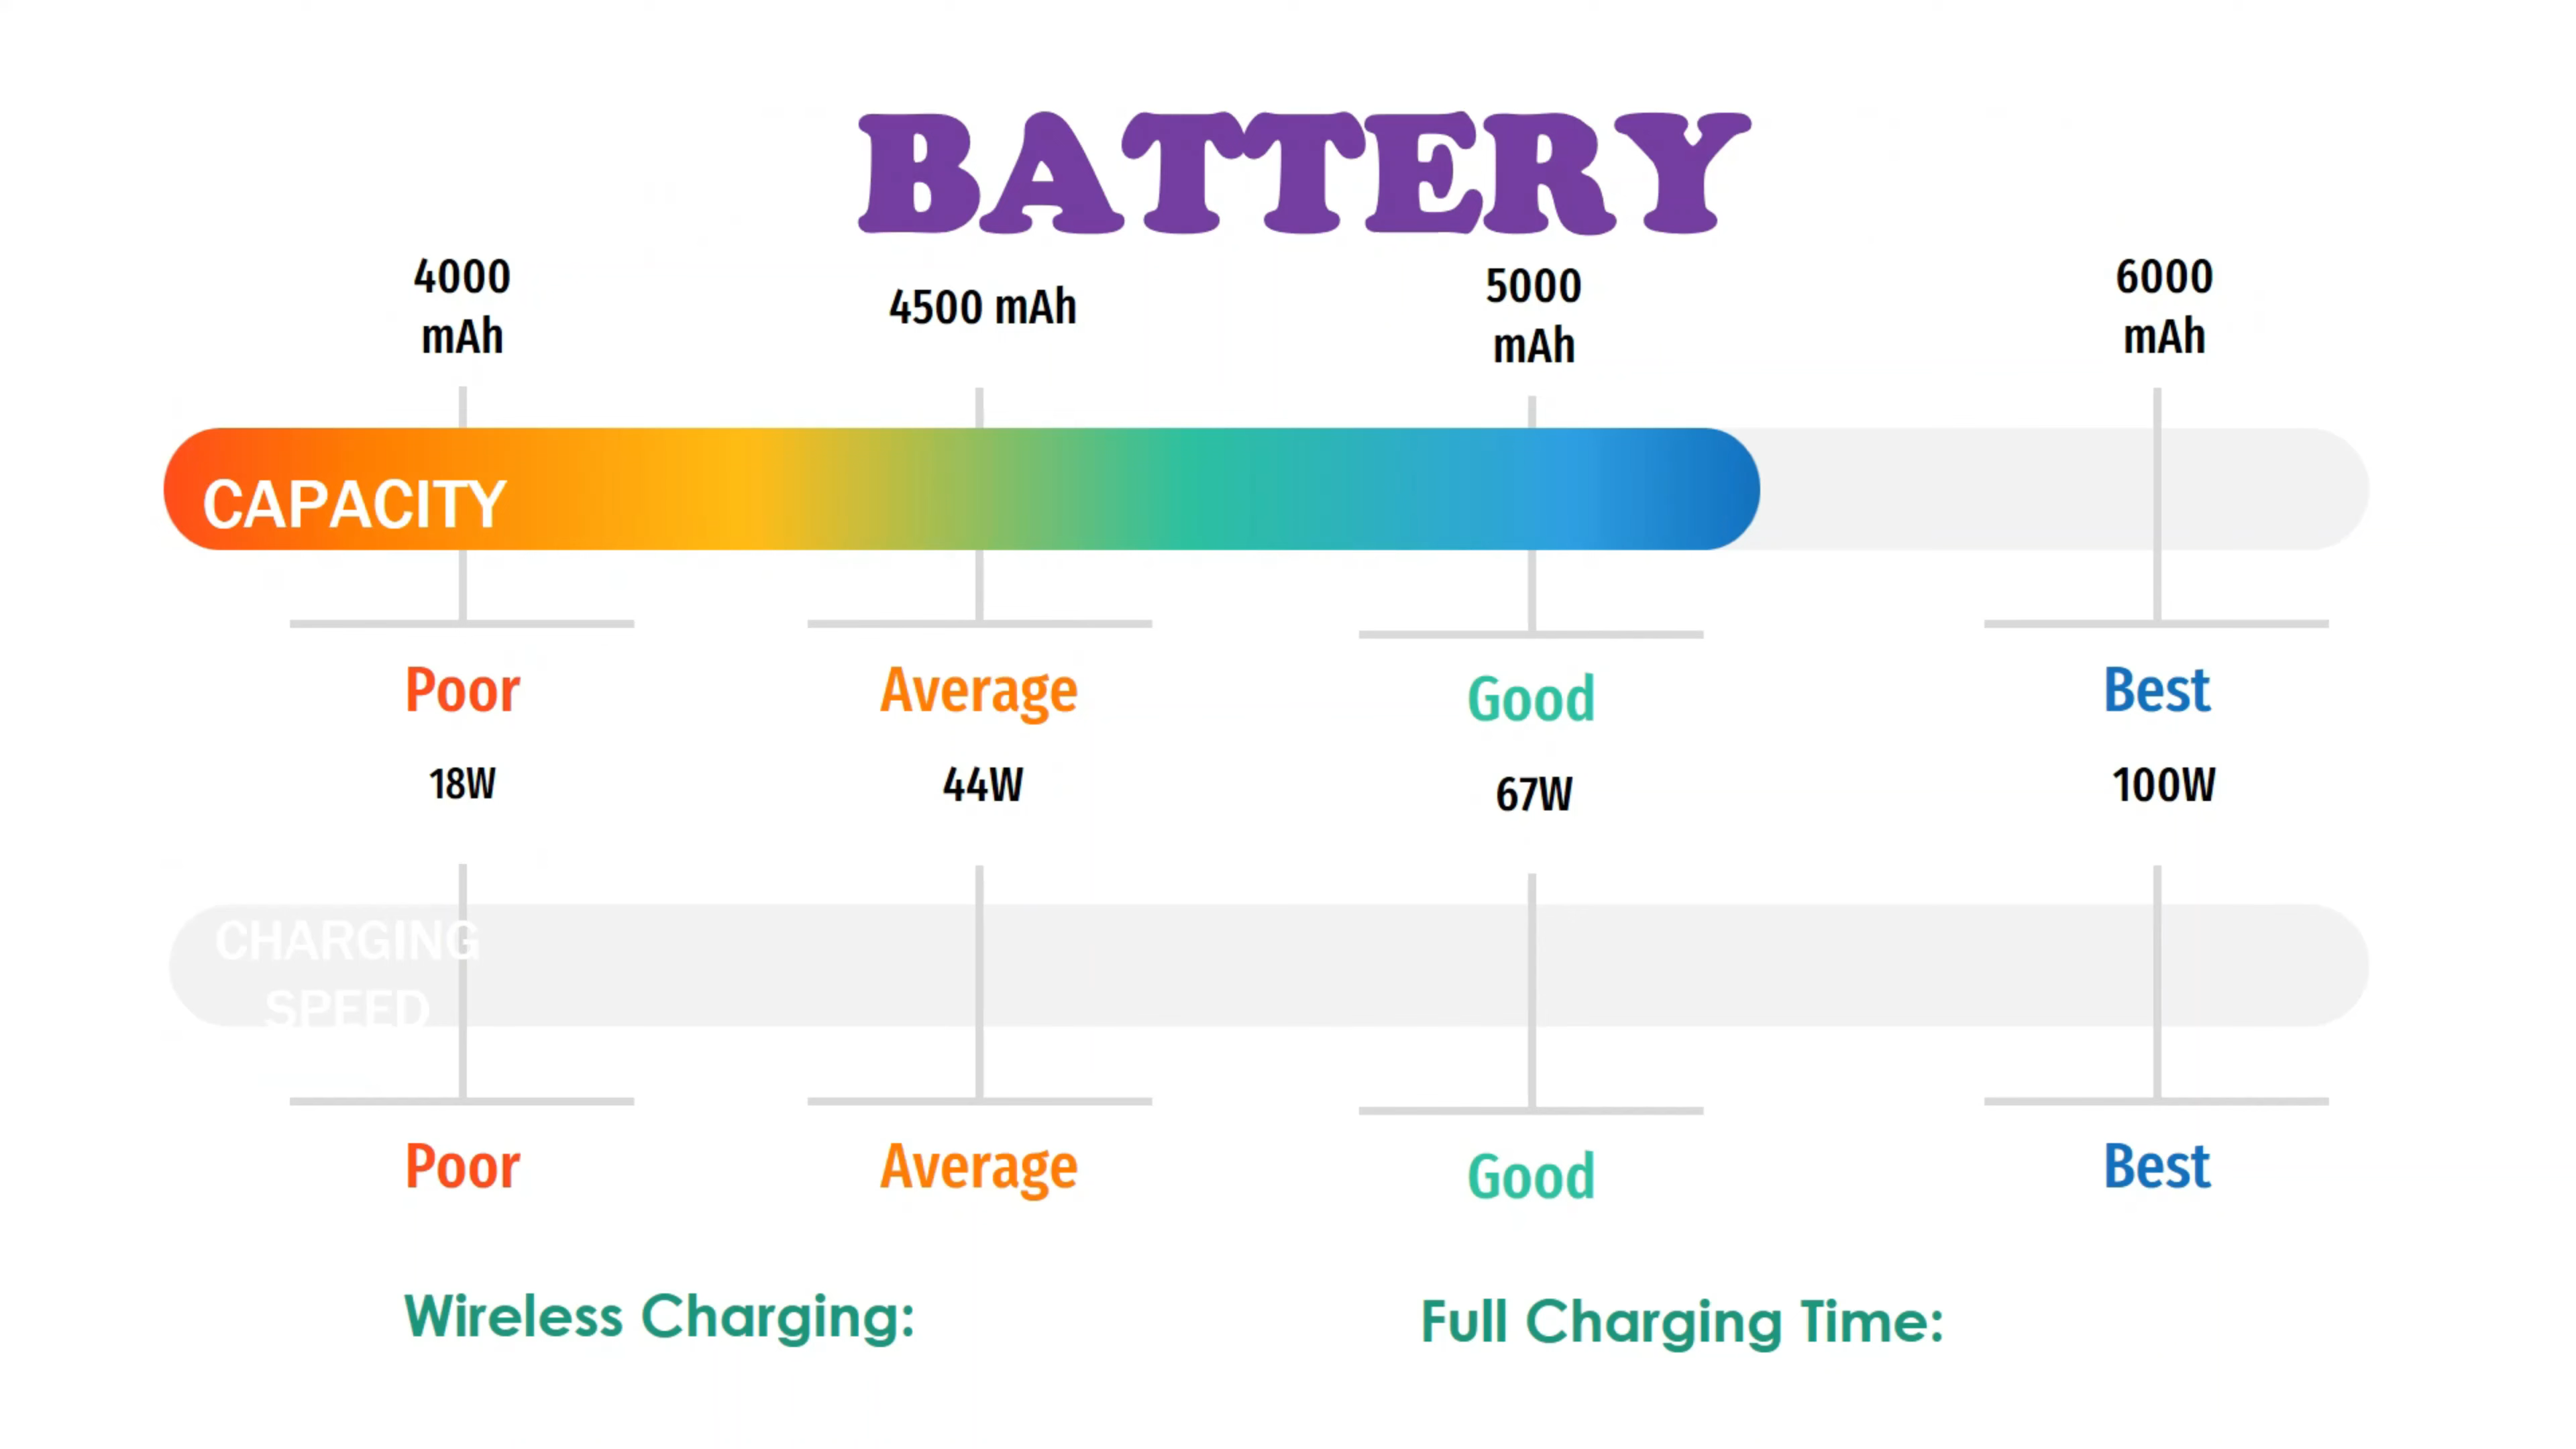 BATTERY
4000
mAh
4500 mAh
5000
mAh
6000
mAh
CAPACITY
Poor
Average
Good
Best
18W
44W
67W
100W
CHARGING
SPEED
Poor
Average
Good
Best
Wireless Charging:
Full Charging Time: